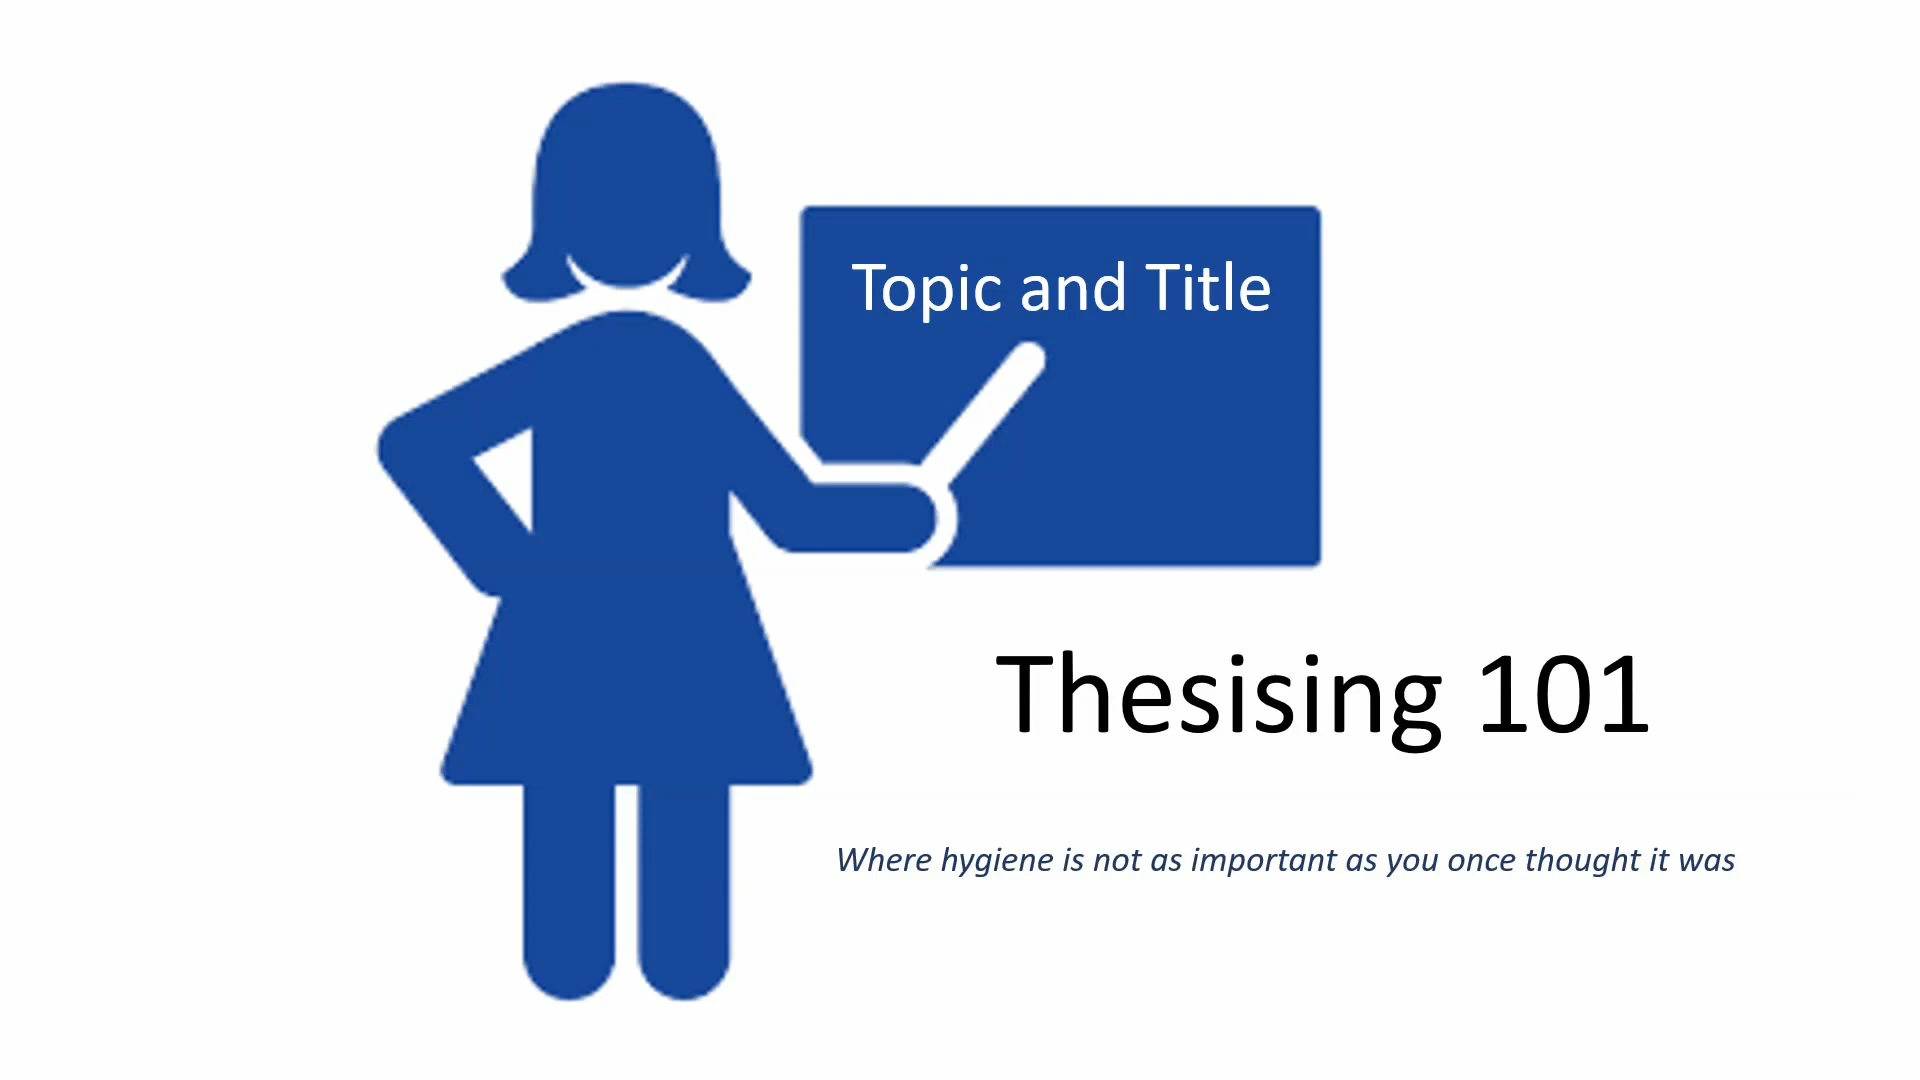 Topic and Title
Thesising 101
Where hygiene is not as important as you once thought it was